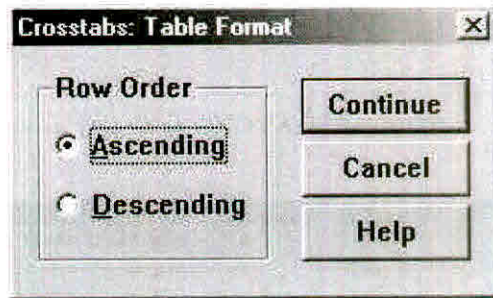 Crosstabs: Table Format
Row Order
Ascending
Descending
Continue
Cancel
Help